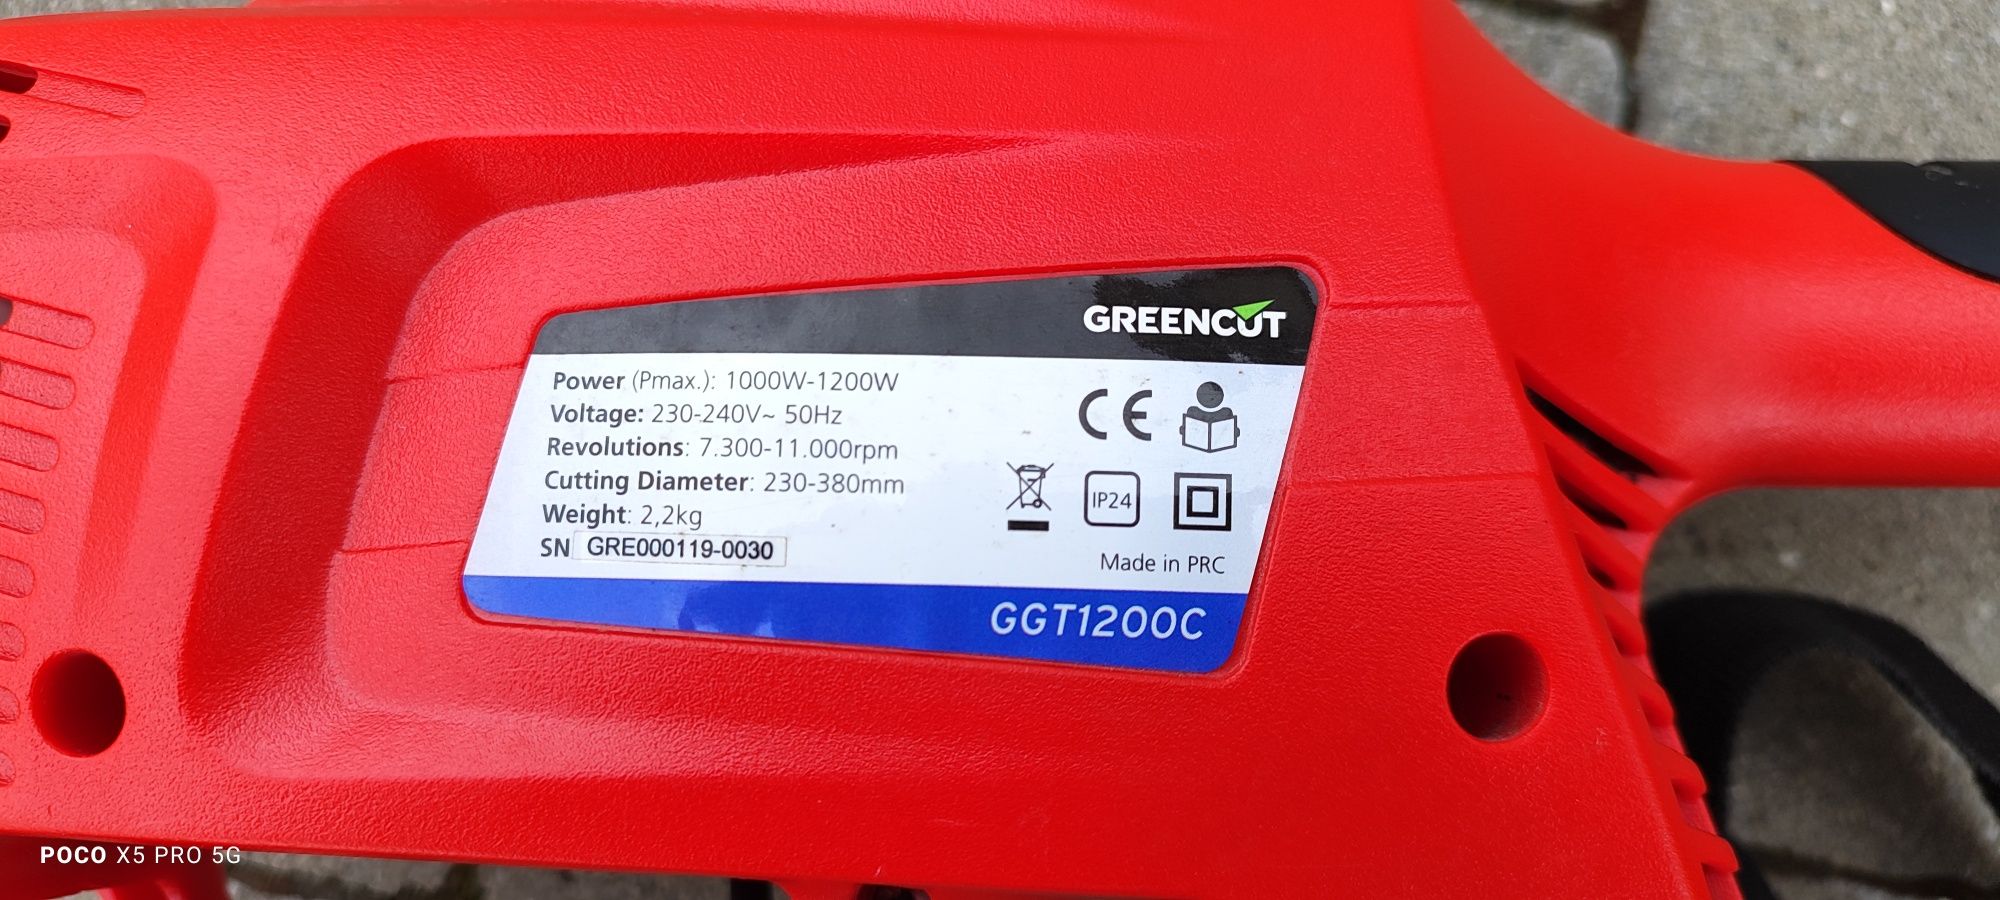 GREENCUT
Power (Pmax.): 1000W-1200W
Voltage: 230-240V~ 50Hz
Revolutions: 7.300-11.000rpm
Cutting Diameter: 230-380mm
Weight: 2,2kg
SN GRE000119-0030
CE
IP24
Made in PRC
GGT1200C
POCO X5 PRO 5G